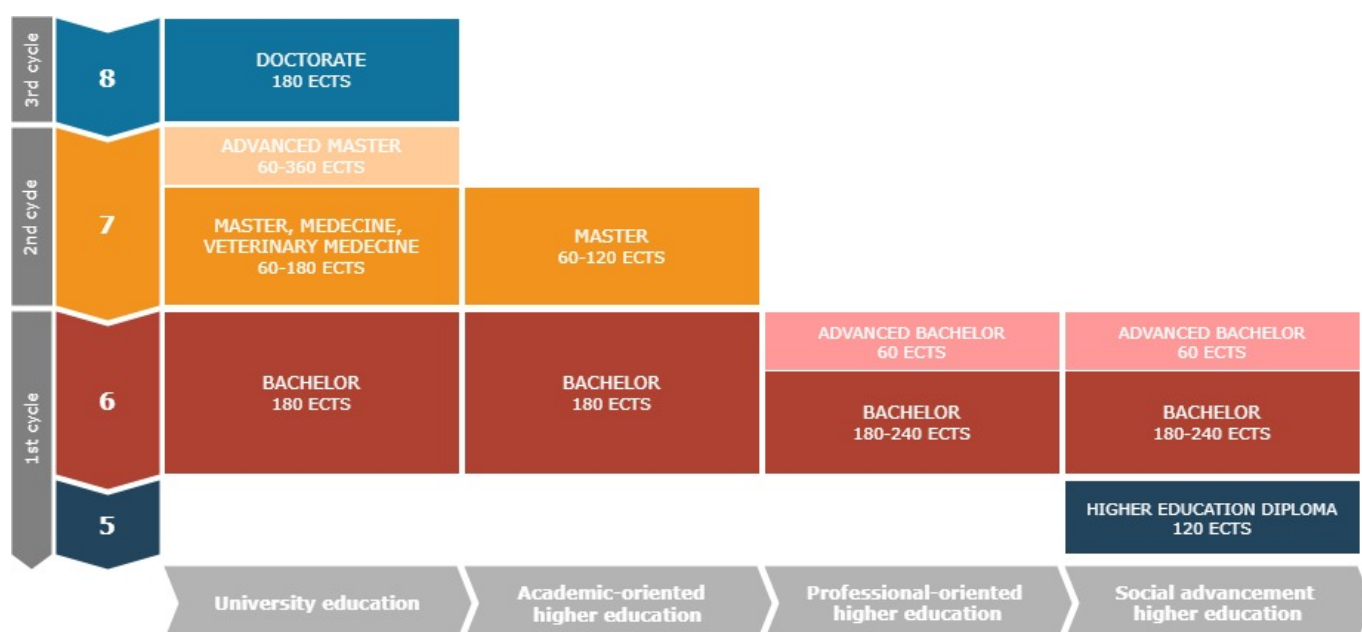 3rd cycle
8
DOCTORATE
180 ECTS
2nd cycle
7
ADVANCED MASTER
60-360 ECTS
MASTER, MEDECINE,
VETERINARY MEDECINE
60-180 ECTS
MASTER
60-120 ECTS
1st cycle
6
BACHELOR
180 ECTS
BACHELOR
180 ECTS
ADVANCED BACHELOR
60 ECTS
BACHELOR
180-240 ECTS
ADVANCED BACHELOR
60 ECTS
BACHELOR
180-240 ECTS
5
HIGHER EDUCATION DIPLOMA
120 ECTS
University education
Academic-oriented
higher education
Professional-oriented
higher education
Social advancement
higher education